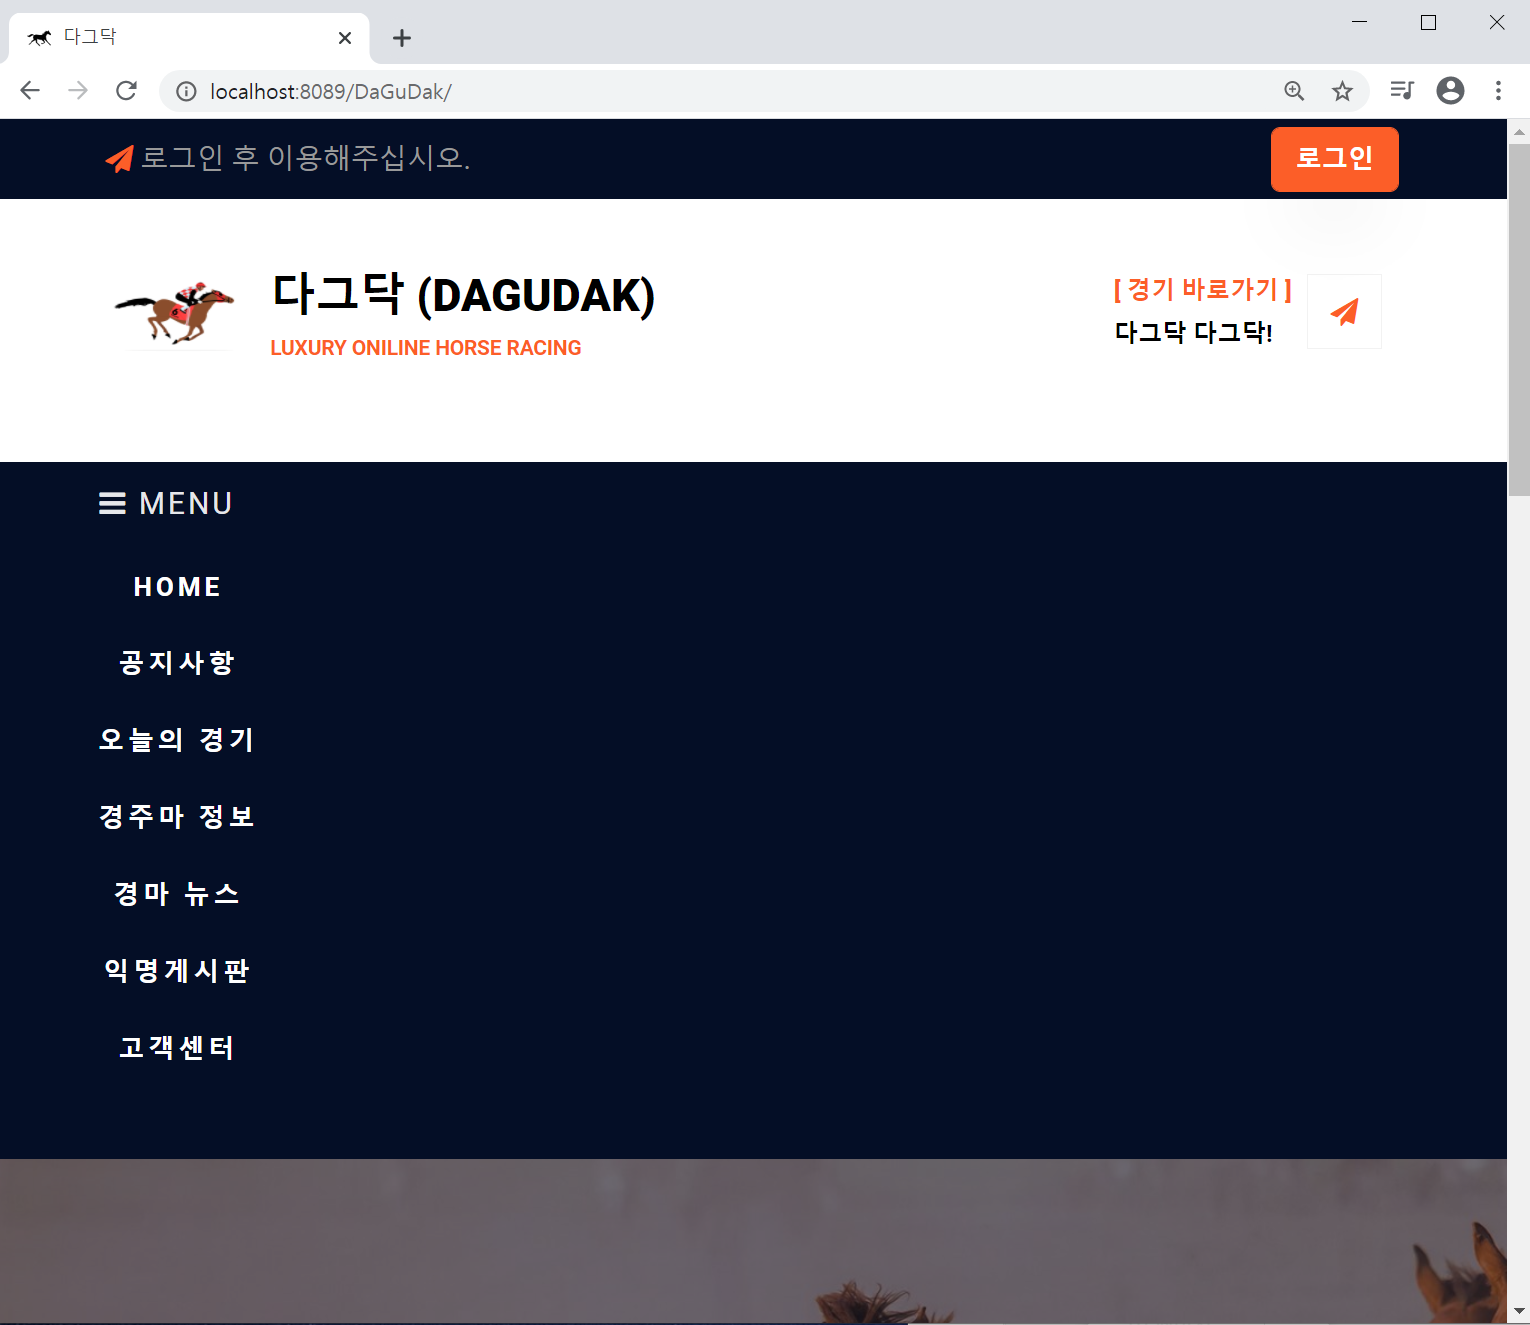 다그닥
localhost:8089/DaGuDak/
로그인 후 이용해주십시오.
로그인
다그닥 (DAGUDAK)
LUXURY ONILINE HORSE RACING
[ 경기 바로가기 ]
다그닥 다그닥!
MENU
HOME
공지사항
오늘의 경기
경주마 정보
경마 뉴스
익명게시판
고객센터